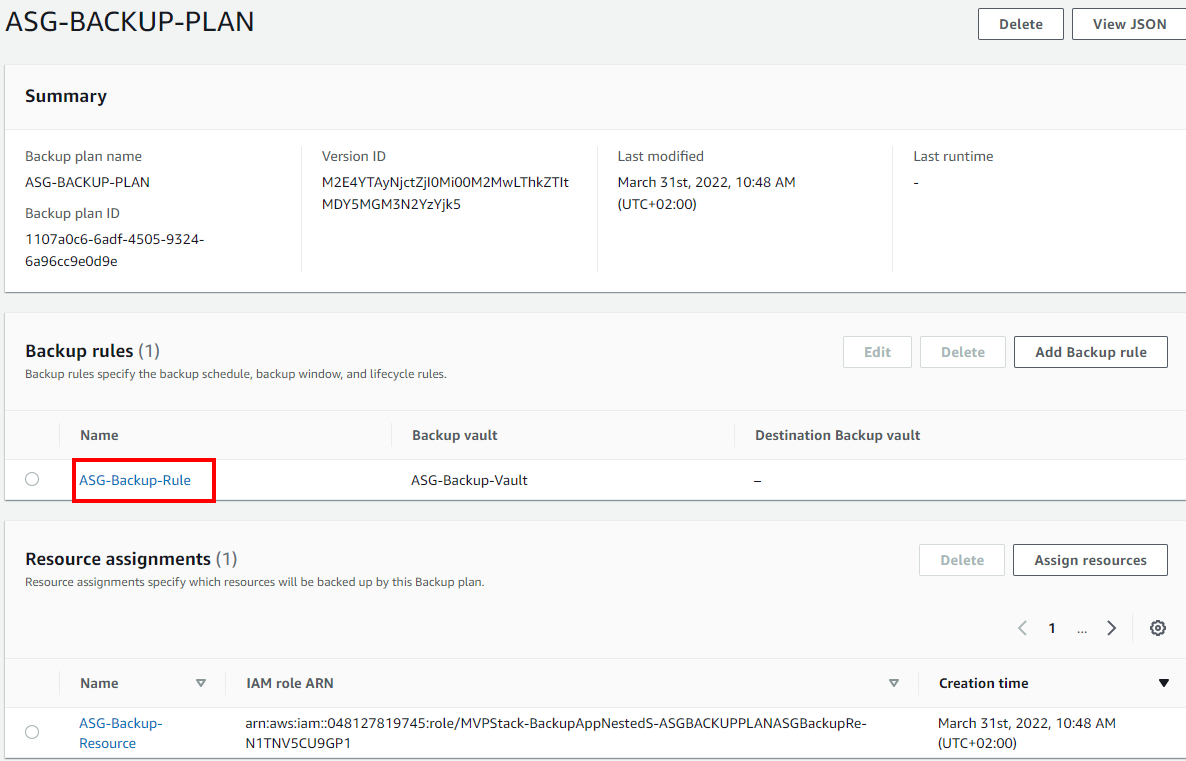 ASG-BACKUP-PLAN
Delete
View JSON
Summary
Backup plan name
ASG-BACKUP-PLAN
Backup plan ID
1107a0c6-6adf-4505-9324-
6a96cc9e0d9e
Version ID
M2E4YTAyNjctZjI0Mi00M2MwLThkZTIt
MDY5MGM3N2YzYjk5
Last modified
March 31st, 2022, 10:48 AM
(UTC+02:00)
Last runtime
-
Backup rules (1)
Backup rules specify the backup schedule, backup window, and lifecycle rules.
Edit
Delete
Add Backup rule
Name
Backup vault
Destination Backup vault
ASG-Backup-Rule
ASG-Backup-Vault
–
Resource assignments (1)
Resource assignments specify which resources will be backed up by this Backup plan.
Delete
Assign resources
1
...
Name
IAM role ARN
Creation time
ASG-Backup-
Resource
arn:aws:iam::048127819745:role/MVPStack-BackupAppNestedS-ASGBACKUPPLANASGBackupRe-
N1TNV5CU9GP1
March 31st, 2022, 10:48 AM
(UTC+02:00)